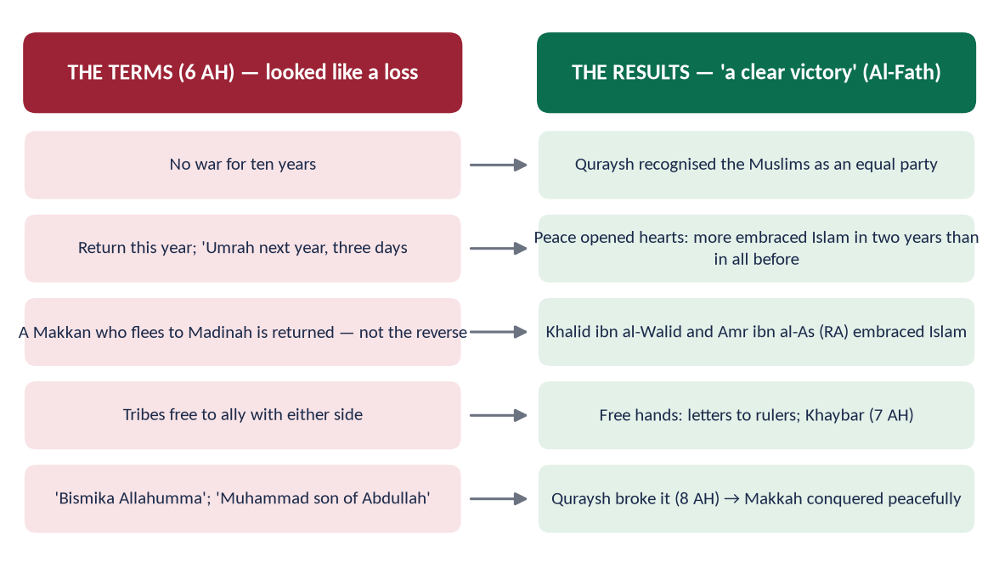 THE TERMS (6 AH) — looked like a loss
THE RESULTS — 'a clear victory' (Al-Fath)
No war for ten years
Quraysh recognised the Muslims as an equal party
Return this year; 'Umrah next year, three days
Peace opened hearts: more embraced Islam in two years than
in all before
A Makkan who flees to Madinah is returned — not the reverse
Khalid ibn al-Walid and Amr ibn al-As (RA) embraced Islam
Tribes free to ally with either side
Free hands: letters to rulers; Khaybar (7 AH)
'Bismika Allahumma'; 'Muhammad son of Abdullah'
Quraysh broke it (8 AH) → Makkah conquered peacefully